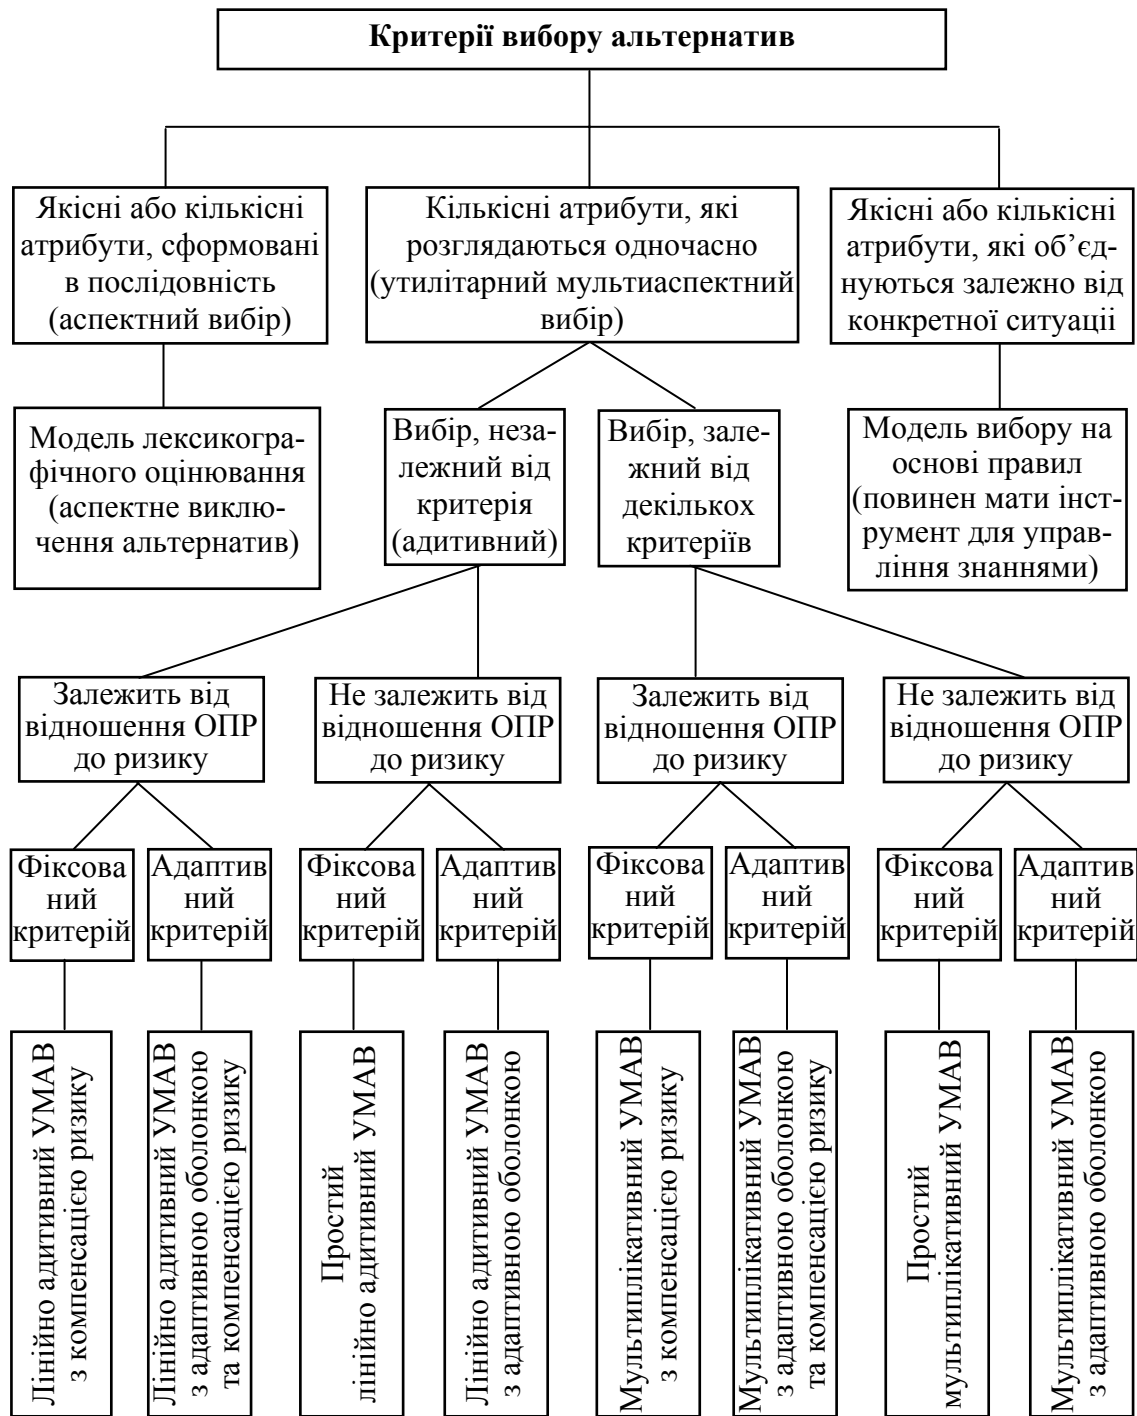 Критерії вибору альтернатив
Якісні або кількісні
атрибути, сформовані
в послідовність
(аспектний вибір)
Кількісні атрибути, які
розглядаються одночасно
(утилітарний мультиаспектний
вибір)
Якісні або кількісні
атрибути, які об’єд-
нуються залежно від
конкретної ситуації
Модель лексикогра-
фічного оцінювання
(аспектне виклю-
чення альтернатив)
Вибір, неза-
лежний від
критерія
(адитивний)
Вибір, зале-
жний від
декількох
критеріїв
Модель вибору на
основі правил
(повинен мати інст-
румент для управ-
ління знаннями)
Залежить від
відношення ОПР
до ризику
Не залежить від
відношення ОПР
до ризику
Залежить від
відношення ОПР
до ризику
Не залежить від
відношення ОПР
до ризику
Фіксова
ний
критерій
Адаптив
ний
критерій
Фіксова
ний
критерій
Адаптив
ний
критерій
Фіксова
ний
критерій
Адаптив
ний
критерій
Фіксова
ний
критерій
Адаптив
ний
критерій
Лінійно адитивний УМАВ
з компенсацією ризику
Лінійно адитивний УМАВ
з адаптивною оболонкою
та компенсацією ризику
Простий
лінійно адитивний УМАВ
Лінійно адитивний УМАВ
з адаптивною оболонкою
Мультиплікативний УМАВ
з компенсацією ризику
Мультиплікативний УМАВ
з адаптивною оболонкою
та компенсацією ризику
Простий
мультиплікативний УМАВ
Мультиплікативний УМАВ
з адаптивною оболонкою